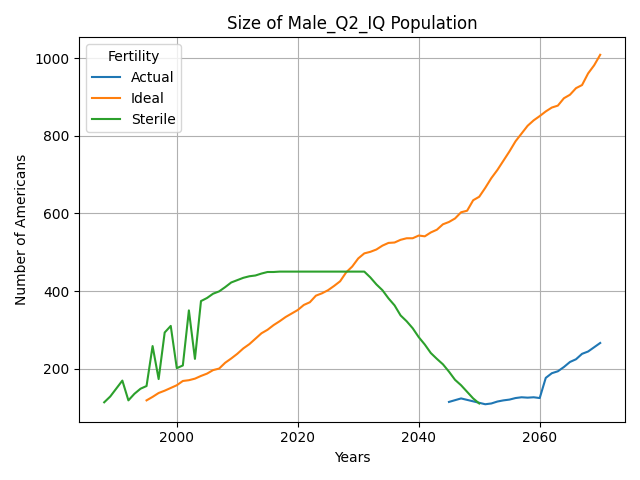 Size of Male_Q2_IQ Population
Fertility
Actual
Ideal
Sterile
Number of Americans
1000
800
600
400
200
2000
2020
2040
2060
Years